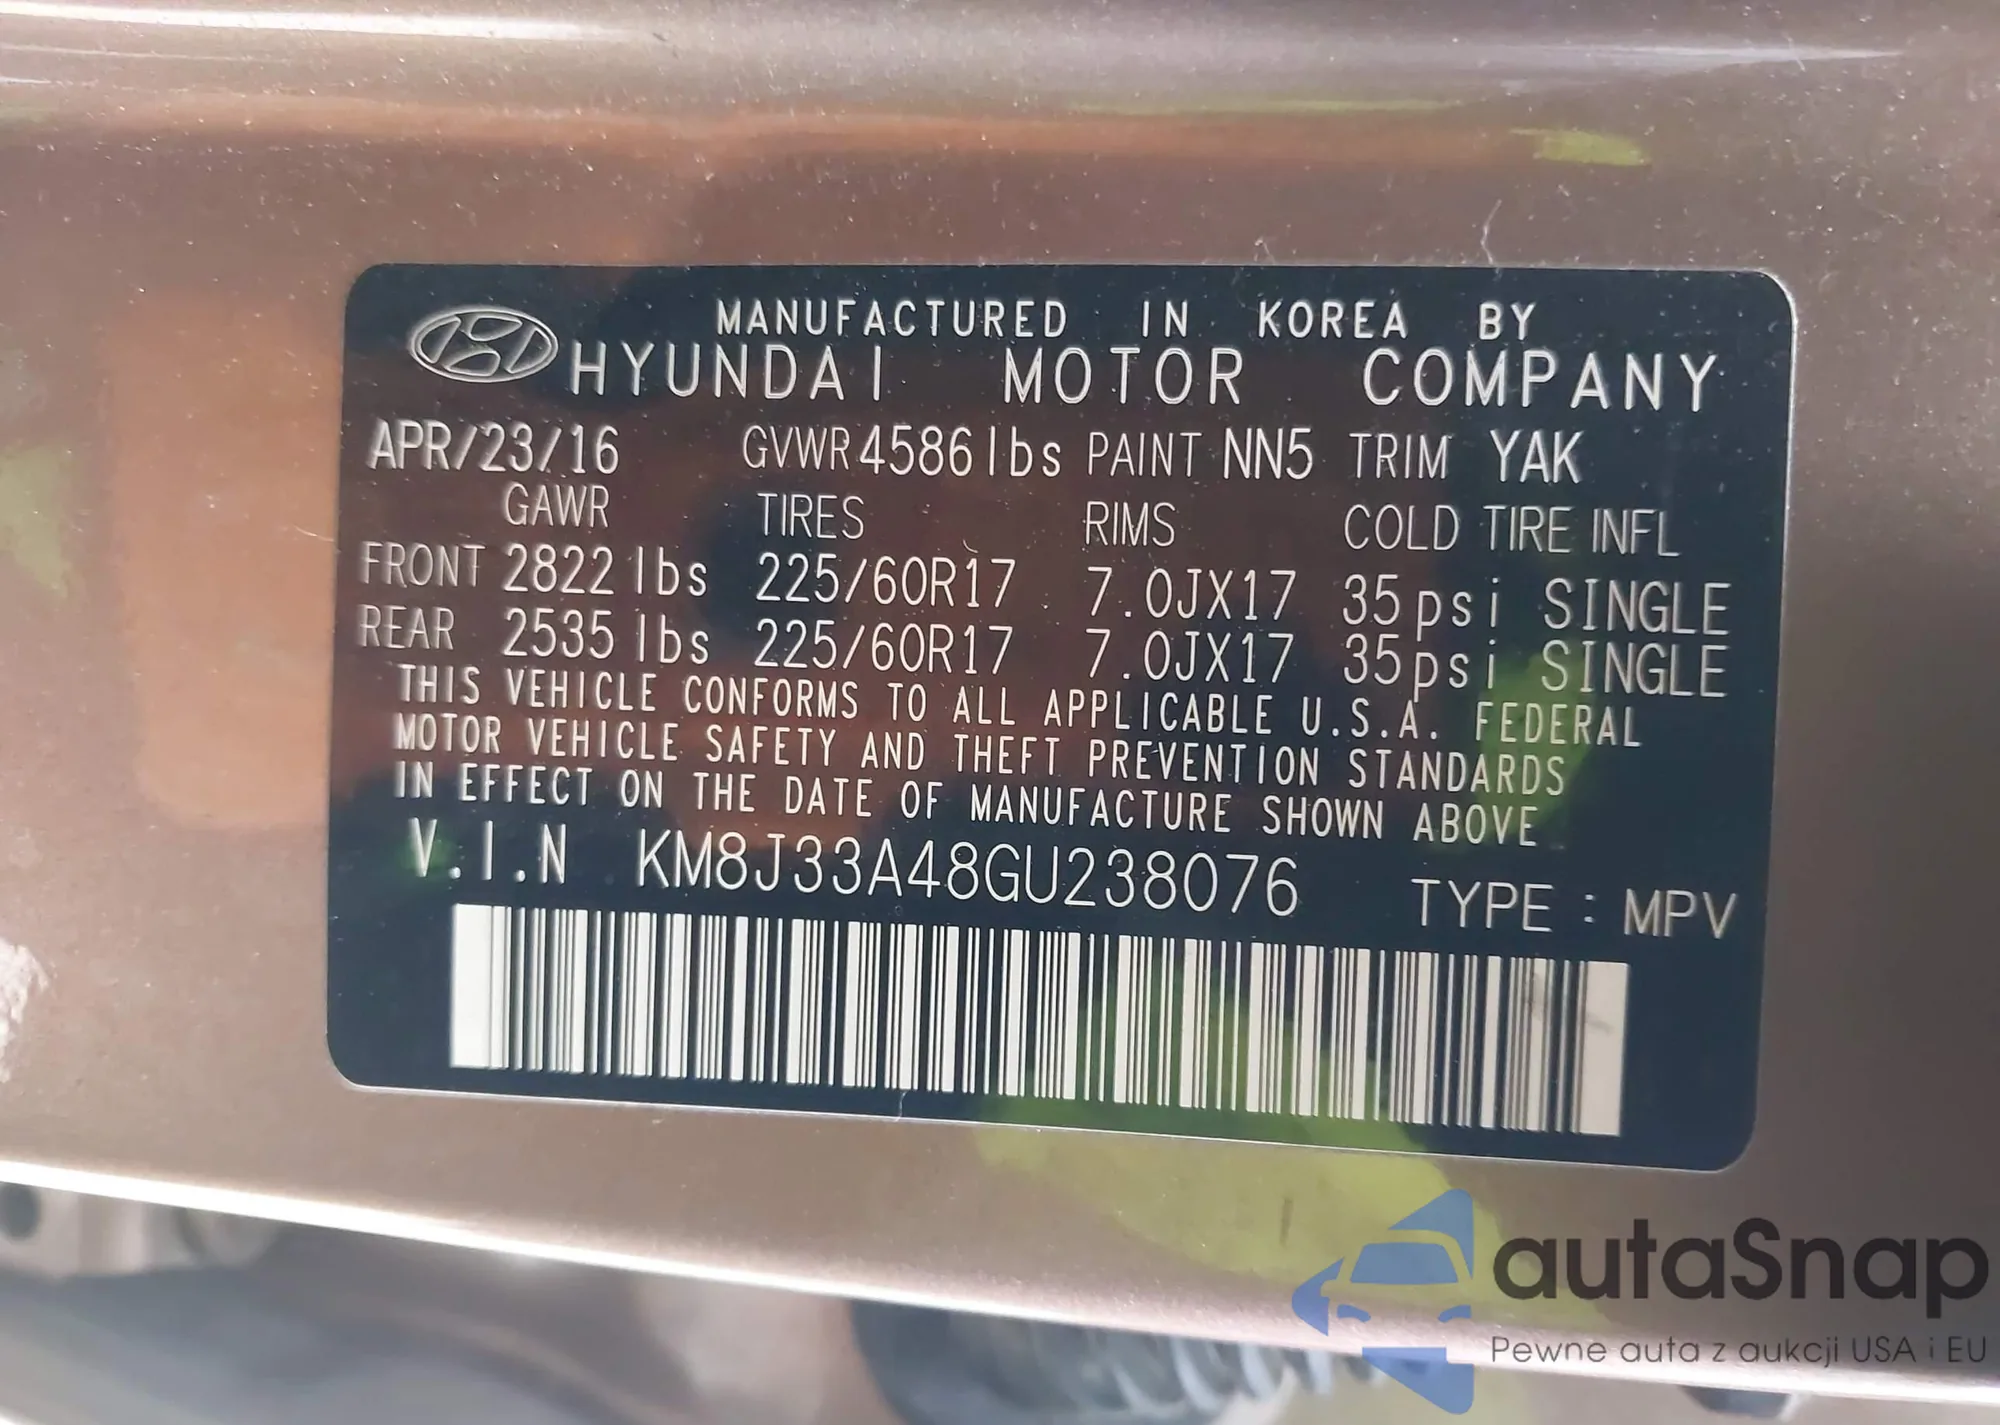 MANUFACTURED IN KOREA BY
HYUNDAI MOTOR COMPANY
APR/23/16 GVWR 4586lbs PAINT NN5 TRIM YAK
GAWR TIRES RIMS COLD TIRE INFL
FRONT 2822 lbs 225/60R17 7.0JX17 35psi SINGLE
REAR 2535 lbs 225/60R17 7.0JX17 35psi SINGLE
THIS VEHICLE CONFORMS TO ALL APPLICABLE U.S.A. FEDERAL
MOTOR VEHICLE SAFETY AND THEFT PREVENTION STANDARDS
IN EFFECT ON THE DATE OF MANUFACTURE SHOWN ABOVE
V.I.N KM8J33A48GU238076 TYPE : MPV
autaSnap
Pewne auta z aukcji USA i EU